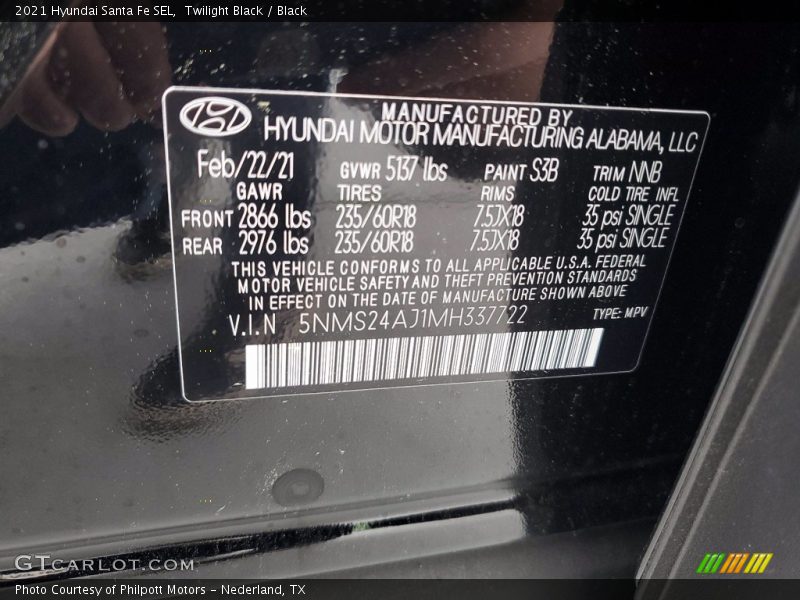 2021 Hyundai Santa Fe SEL,  Twilight Black / Black
MANUFACTURED BY
HYUNDAI MOTOR MANUFACTURING ALABAMA, LLC
Feb/22/21 GVWR 5137 lbs PAINT S3B TRIM NNB
GAWR TIRES RIMS COLD TIRE INFL
FRONT 2866 lbs 235/60R18 7.5JX18 35 psi SINGLE
REAR 2976 lbs 235/60R18 7.5JX18 35 psi SINGLE
THIS VEHICLE CONFORMS TO ALL APPLICABLE U.S.A. FEDERAL
MOTOR VEHICLE SAFETY AND THEFT PREVENTION STANDARDS
IN EFFECT ON THE DATE OF MANUFACTURE SHOWN ABOVE
V.I.N 5NMS24AJ1MH337722 TYPE: MPV
GTCARLOT.COM
Photo Courtesy of Philpott Motors – Nederland, TX